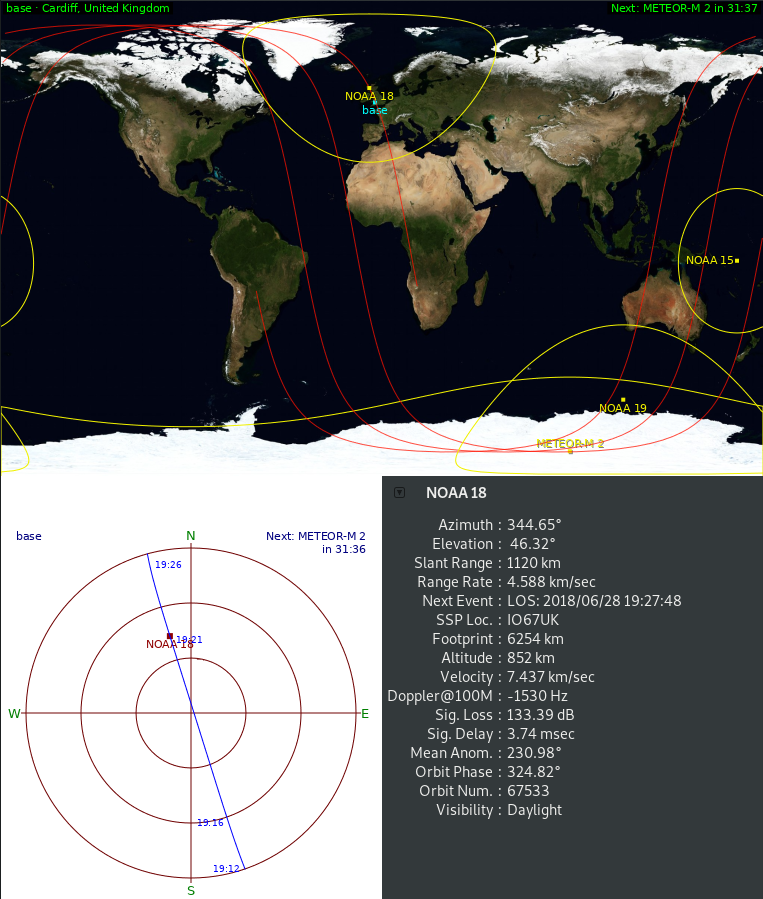 base · Cardiff, United Kingdom
Next: METEOR-M 2 in 31:37
NOAA 18
base
NOAA 15
NOAA 19
METEOR-M 2
base
Next: METEOR-M 2
in 31:36
N
19:26
19:21
NOAA 18
W
E
19:16
19:12
S
NOAA 18
Azimuth : 344.65°
Elevation : 46.32°
Slant Range : 1120 km
Range Rate : 4.588 km/sec
Next Event : LOS: 2018/06/28 19:27:48
SSP Loc. : IO67UK
Footprint : 6254 km
Altitude : 852 km
Velocity : 7.437 km/sec
Doppler@100M : -1530 Hz
Sig. Loss : 133.39 dB
Sig. Delay : 3.74 msec
Mean Anom. : 230.98°
Orbit Phase : 324.82°
Orbit Num. : 67533
Visibility : Daylight